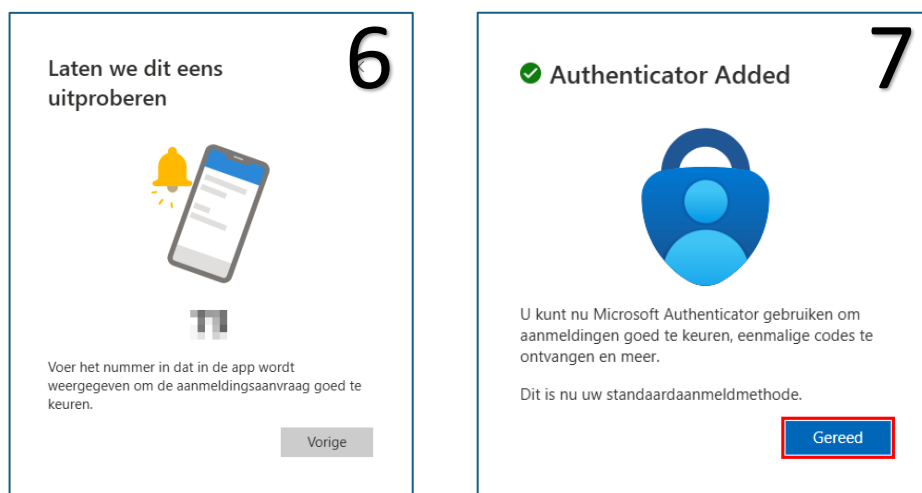 6
Laten we dit eens
uitproberen
Voer het nummer in dat in de app wordt
weergegeven om de aanmeldingsaanvraag goed te
keuren.
Vorige
7
Authenticator Added
U kunt nu Microsoft Authenticator gebruiken om
aanmeldingen goed te keuren, eenmalige codes te
ontvangen en meer.
Dit is nu uw standaardaanmeldmethode.
Gereed